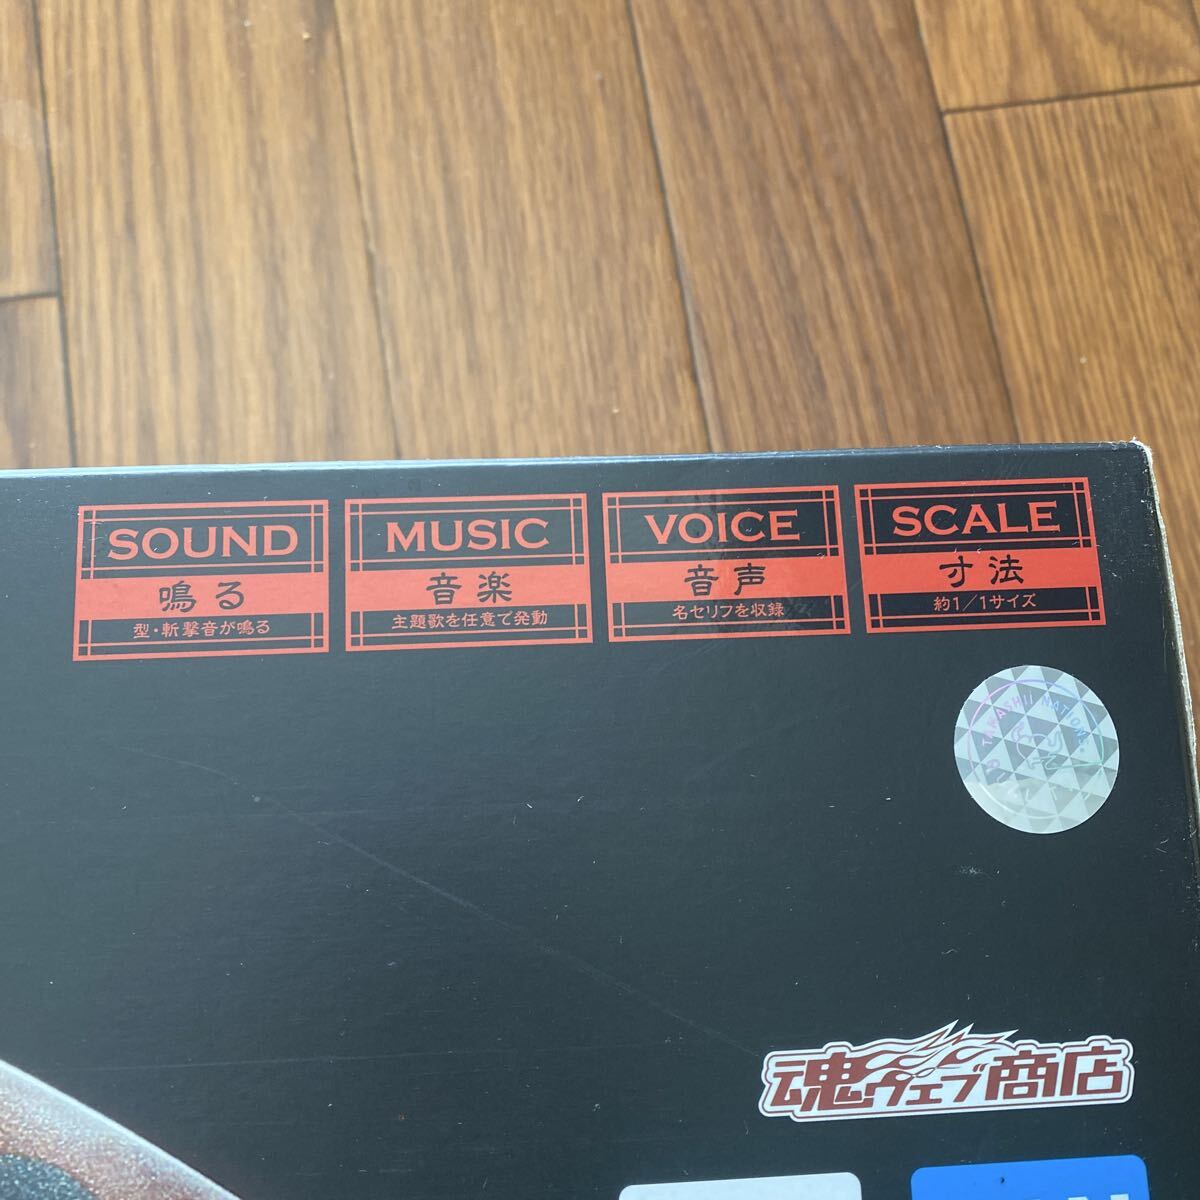 SOUND
鳴る
型・斬撃音が鳴る
MUSIC
音楽
主題歌を任意で発動
VOICE
音声
名セリフを収録
SCALE
寸法
約1/1サイズ
TAKASHII NATIONS
魂ウェブ商店